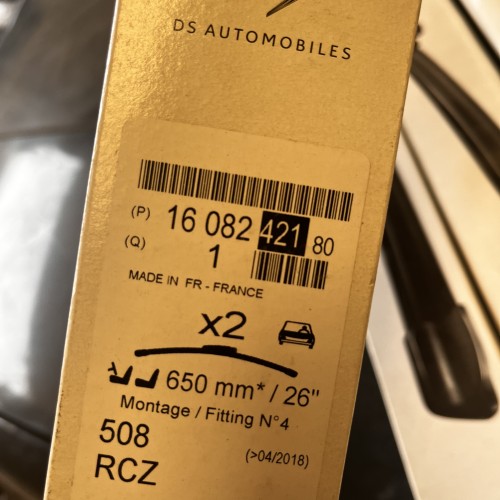 DS AUTOMOBILES
(P) 16 082 421 80
(Q) 1
MADE IN FR - FRANCE
x2
650 mm* / 26"
Montage / Fitting N°4
508
(>04/2018)
RCZ